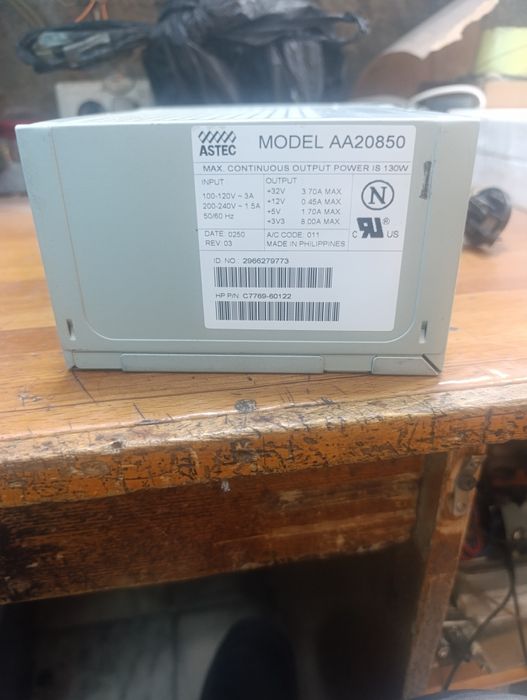 ASTEC
MODEL AA20850
MAX. CONTINUOUS OUTPUT POWER IS 130W
INPUT
100-120V ~ 3A
200-240V ~ 1.5A
50/60 Hz
OUTPUT
+32V 3.70A MAX
+12V 0.45A MAX
+5V 1.70A MAX
+3V3 8.00A MAX
N
C RU ® US
DATE: 0250
REV 03
A/C CODE: 011
MADE IN PHILIPPINES
ID NO.: 2966279773
HP P/N: C7769-60122